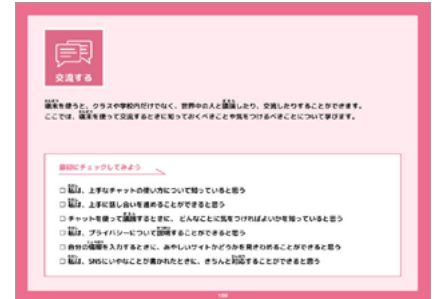 交流する
端末を使うと、クラスや学校内だけでなく、世界中の人と議論したり、交流したりすることができます。
ここでは、端末を使って交流するときに知っておくべきことや気をつけるべきことについて学びます。
最初にチェックしてみよう
□ 私は、上手なチャットの使い方について知っていると思う
□ 私は、上手に話し合いを進めることができると思う
□ チャットを使って議論するときに、どんなことに気をつければよいかを知っていると思う
□ 私は、プライバシーについて説明することができると思う
□ 自分の情報を入力するときに、あやしいサイトかどうかを見きわめることができると思う
□ 私は、SNSにいやなことが書かれたときに、きちんと対応することができると思う